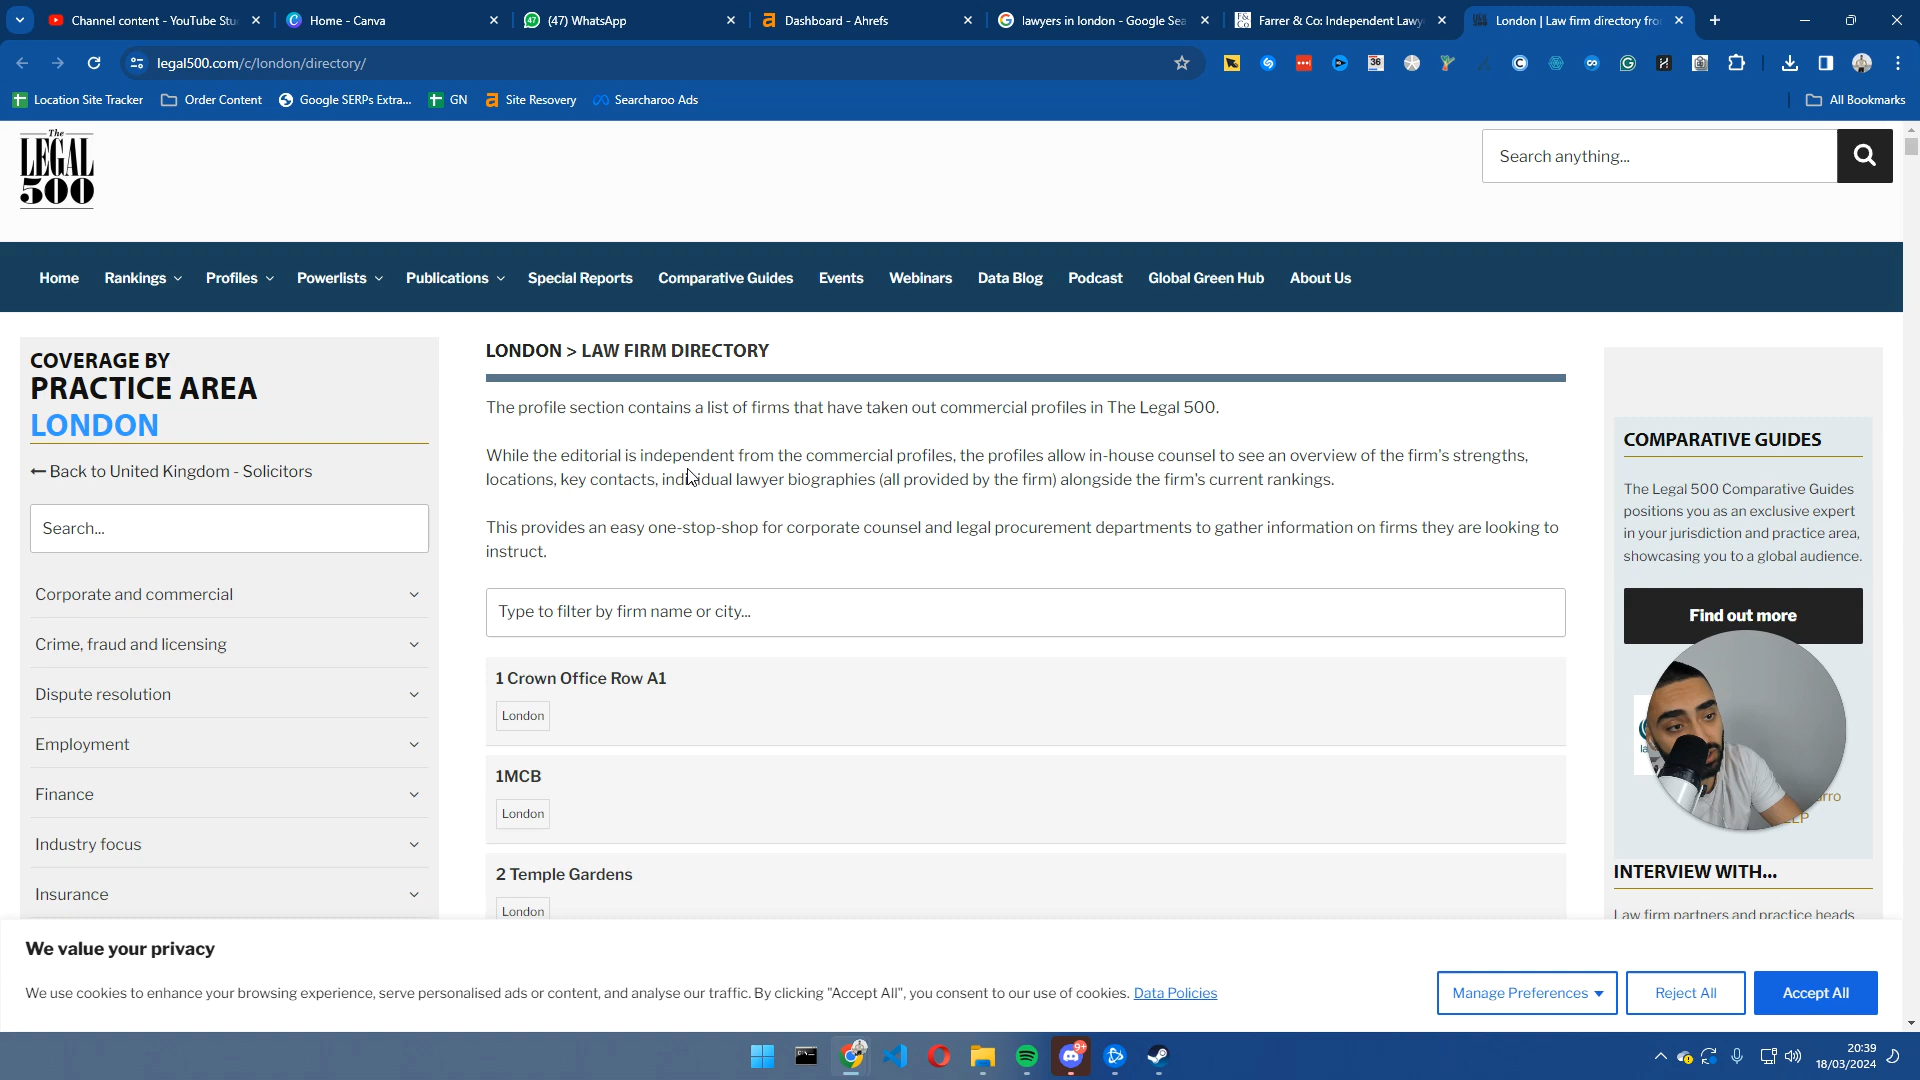 Channel content - YouTube Stu
Home - Canva
(47) WhatsApp
Dashboard - Ahrefs
lawyers in london - Google Sea
Farrer & Co: Independent Lawy
London | Law firm directory fro
legal500.com/c/london/directory/
Location Site Tracker
Order Content
Google SERPs Extra...
GN
Site Recovery
Searcharoo Ads
All Bookmarks
The
LEGAL
500
Search anything...
Home
Rankings
Profiles
Powerlists
Publications
Special Reports
Comparative Guides
Events
Webinars
Data Blog
Podcast
Global Green Hub
About Us
COVERAGE BY
PRACTICE AREA
LONDON
Back to United Kingdom - Solicitors
Search...
Corporate and commercial
Crime, fraud and licensing
Dispute resolution
Employment
Finance
Industry focus
Insurance
LONDON > LAW FIRM DIRECTORY
The profile section contains a list of firms that have taken out commercial profiles in The Legal 500.
While the editorial is independent from the commercial profiles, the profiles allow in-house counsel to see an overview of the firm's strengths,
locations, key contacts, individual lawyer biographies (all provided by the firm) alongside the firm's current rankings.
This provides an easy one-stop-shop for corporate counsel and legal procurement departments to gather information on firms they are looking to
instruct.
Type to filter by firm name or city...
1 Crown Office Row A1
London
1MCB
London
2 Temple Gardens
London
COMPARATIVE GUIDES
The Legal 500 Comparative Guides
positions you as an exclusive expert
in your jurisdiction and practice area,
showcasing you to a global audience.
Find out more
INTERVIEW WITH...
Law firm partners and practice heads
We value your privacy
We use cookies to enhance your browsing experience, serve personalised ads or content, and analyse our traffic. By clicking "Accept All", you consent to our use of cookies. Data Policies
Manage Preferences
Reject All
Accept All
20:39
18/03/2024